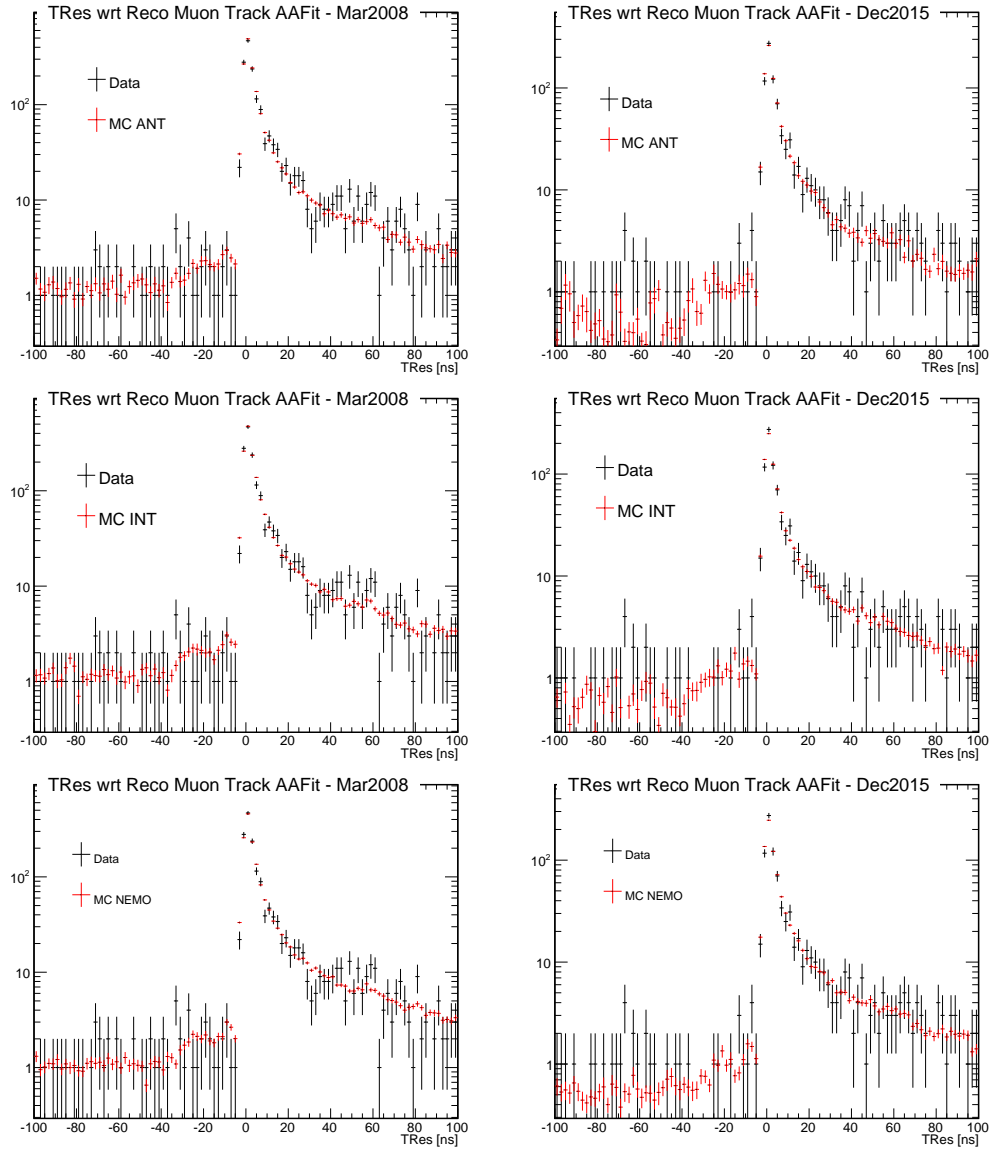 TRes wrt Reco Muon Track AAFit - Mar2008
Data
MC ANT
10²
10
1
-100 -80 -60 -40 -20 0 20 40 60 80 100
TRes [ns]
TRes wrt Reco Muon Track AAFit - Dec2015
Data
MC ANT
10²
10
1
-100 -80 -60 -40 -20 0 20 40 60 80 100
TRes [ns]
TRes wrt Reco Muon Track AAFit - Mar2008
Data
MC INT
10²
10
1
-100 -80 -60 -40 -20 0 20 40 60 80 100
TRes [ns]
TRes wrt Reco Muon Track AAFit - Dec2015
Data
MC INT
10²
10
1
-100 -80 -60 -40 -20 0 20 40 60 80 100
TRes [ns]
TRes wrt Reco Muon Track AAFit - Mar2008
Data
MC NEMO
10²
10
1
-100 -80 -60 -40 -20 0 20 40 60 80 100
TRes [ns]
TRes wrt Reco Muon Track AAFit - Dec2015
Data
MC NEMO
10²
10
1
-100 -80 -60 -40 -20 0 20 40 60 80 100
TRes [ns]